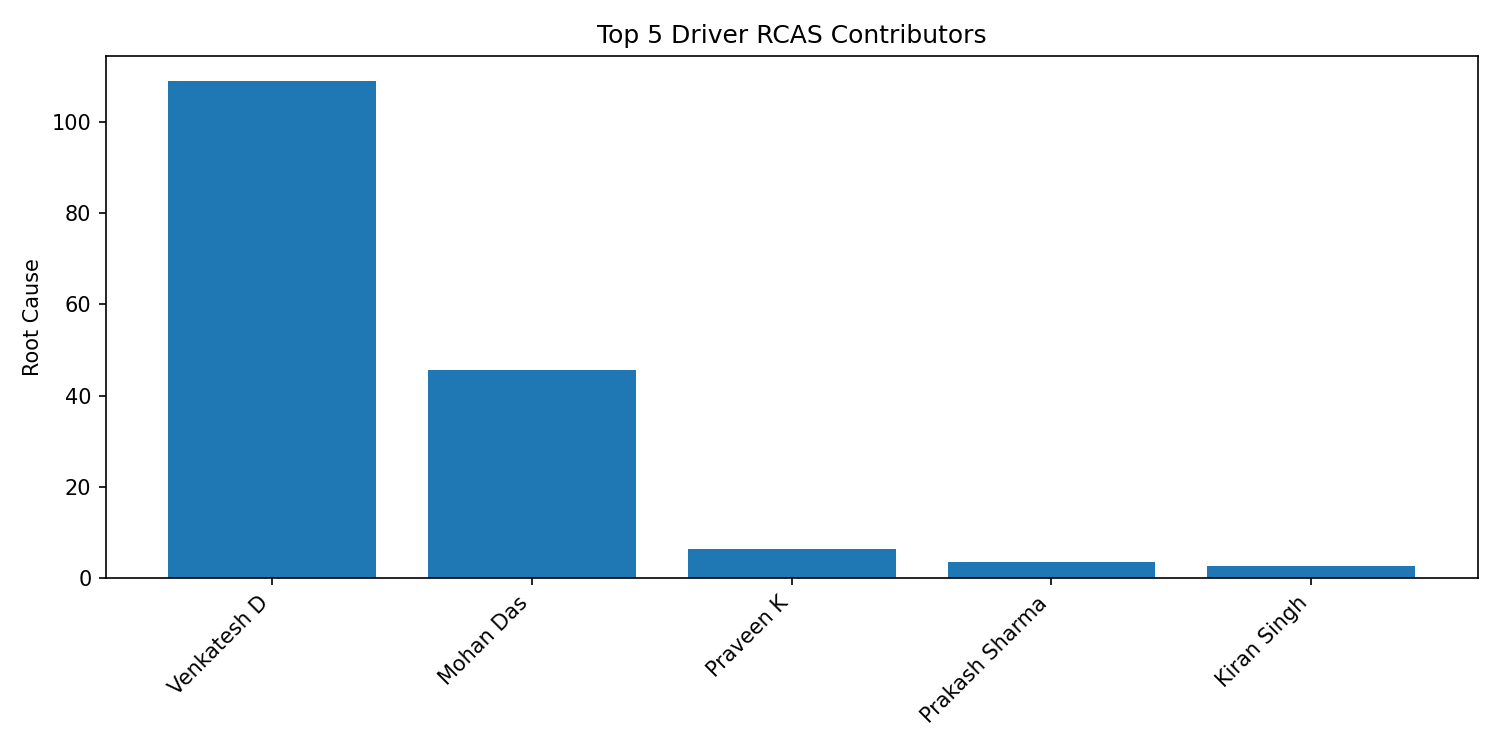 Top 5 Driver RCAS Contributors
Root Cause
100
80
60
40
20
0
Venkatesh D
Mohan Das
Praveen K
Prakash Sharma
Kiran Singh